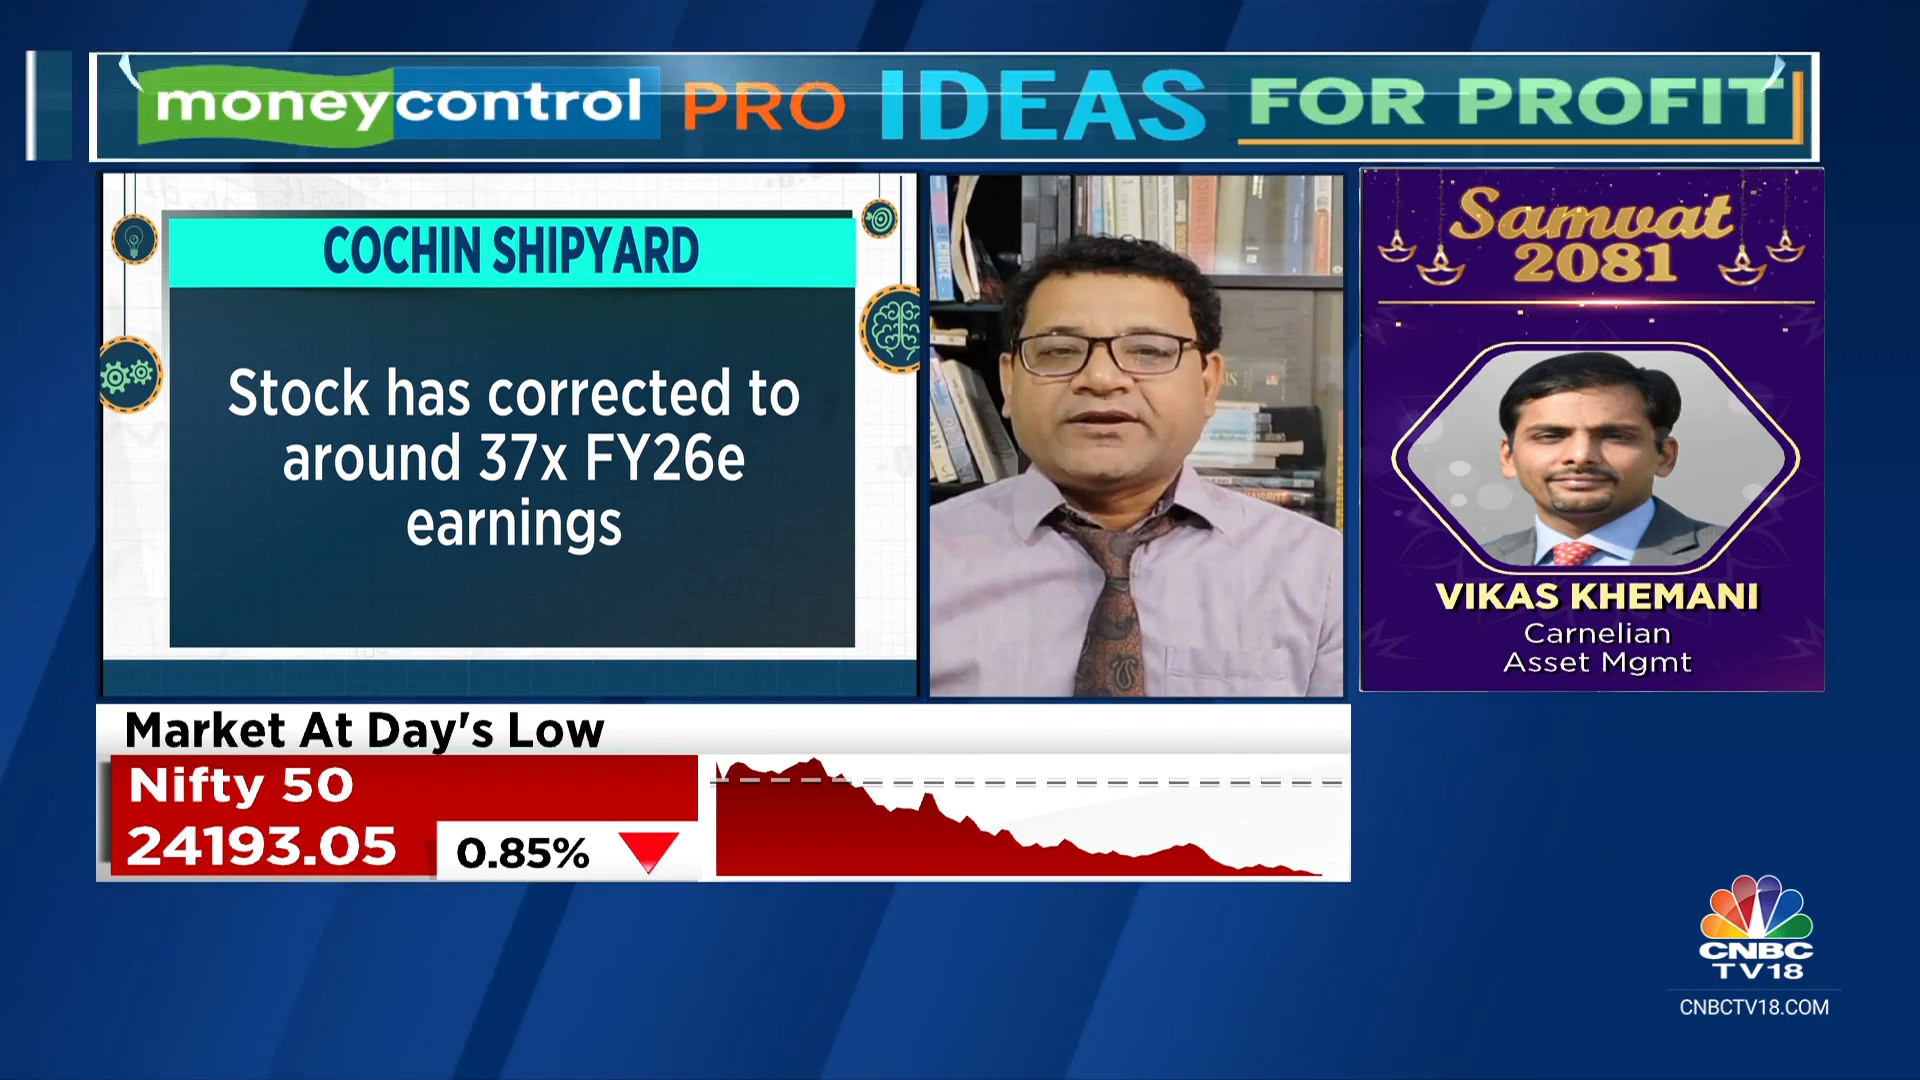 moneycontrol PRO IDEAS FOR PROFIT
COCHIN SHIPYARD
Stock has corrected to
around 37x FY26e
earnings
Samvat
2081
VIKAS KHEMANI
Carnelian
Asset Mgmt
Market At Day's Low
Nifty 50
24193.05
0.85%
CNBC
TV18
CNBCTV18.COM